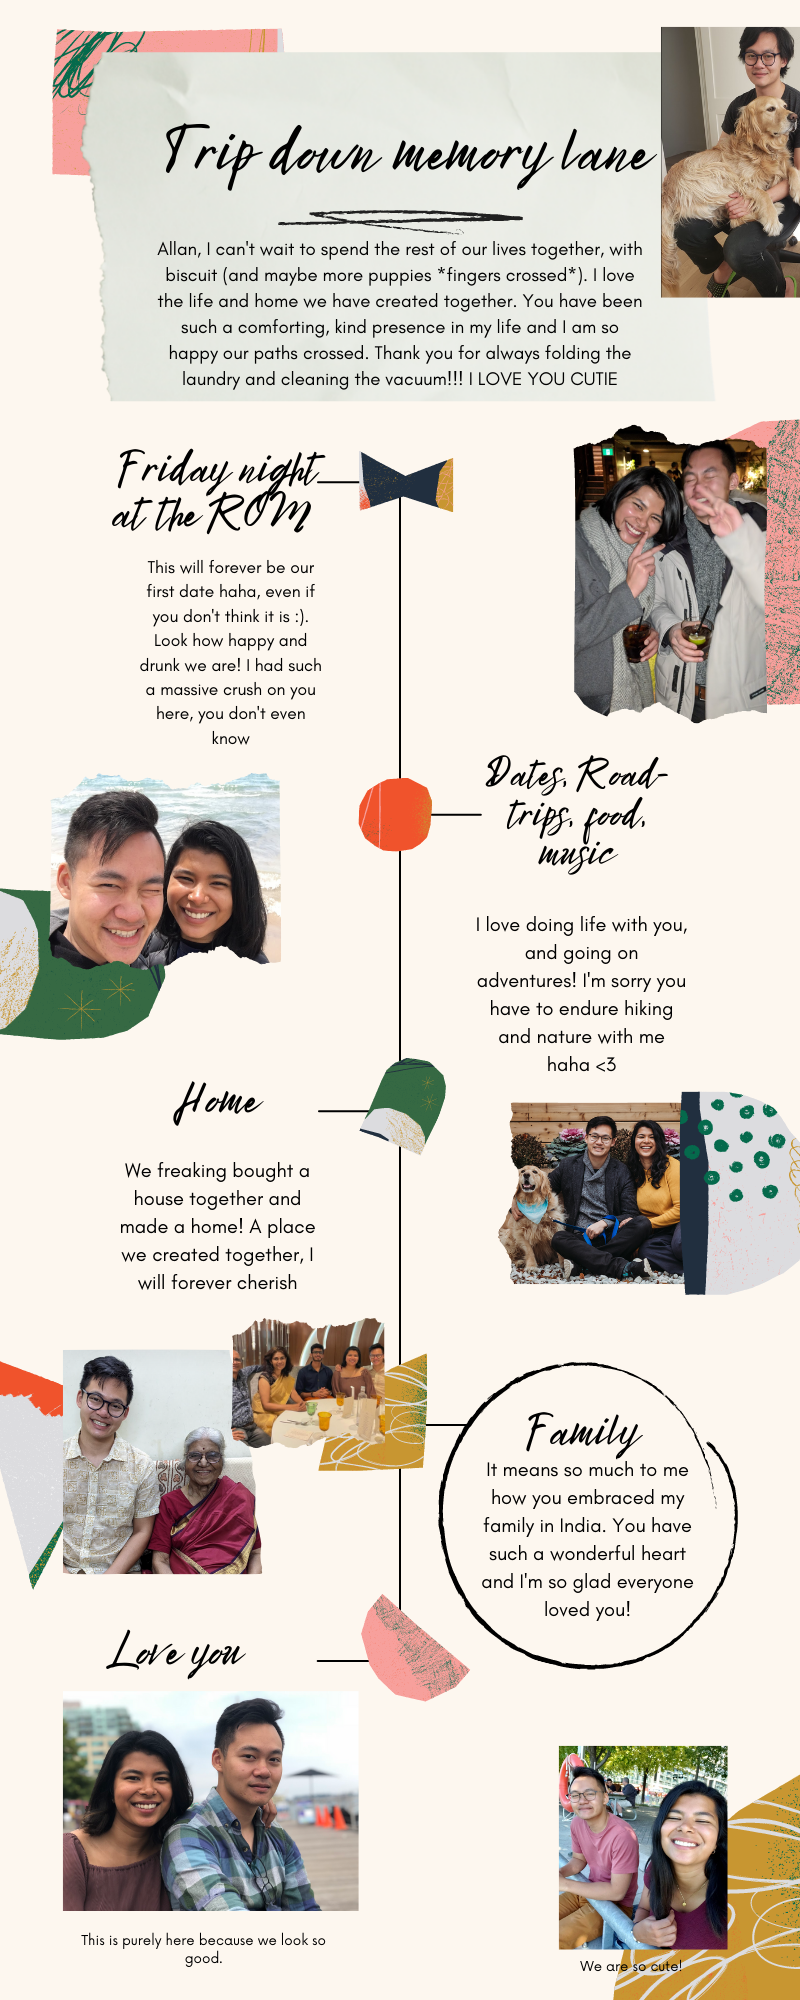 Trip down memory lane
Allan, I can't wait to spend the rest of our lives together, with
biscuit (and maybe more puppies *fingers crossed*). I love
the life and home we have created together. You have been
such a comforting, kind presence in my life and I am so
happy our paths crossed. Thank you for always folding the
laundry and cleaning the vacuum!!! I LOVE YOU CUTIE
Friday night
at the ROM
This will forever be our
first date haha, even if
you don't think it is :).
Look how happy and
drunk we are! I had such
a massive crush on you
here, you don't even
know
Dates, Road-
trips, food,
music
I love doing life with you,
and going on
adventures! I'm sorry you
have to endure hiking
and nature with me
haha <3
Home
We freaking bought a
house together and
made a home! A place
we created together, I
will forever cherish
Family
It means so much to me
how you embraced my
family in India. You have
such a wonderful heart
and I'm so glad everyone
loved you!
Love you
This is purely here because we look so
good.
We are so cute!